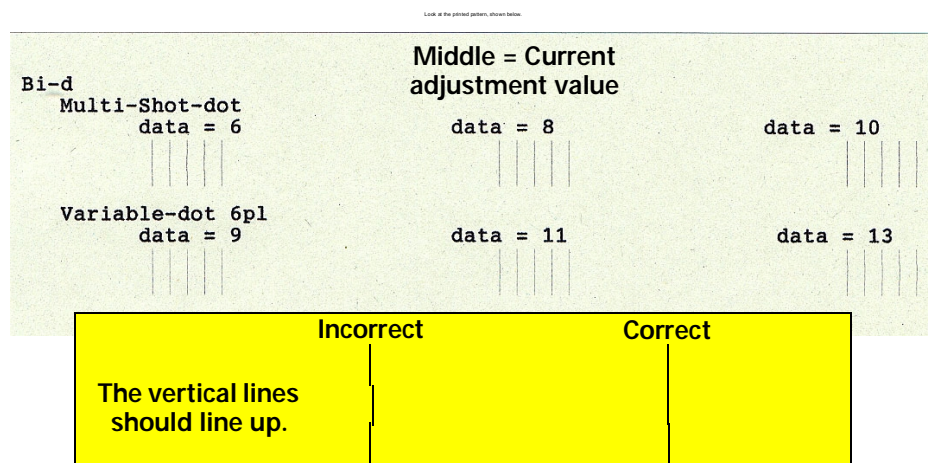 Look at the printed pattern, shown below.
Middle = Current
adjustment value
Bi-d
Multi-Shot-dot
data = 6 data = 8 data = 10
Variable-dot 6pl
data = 9 data = 11 data = 13
Incorrect Correct
The vertical lines
should line up.